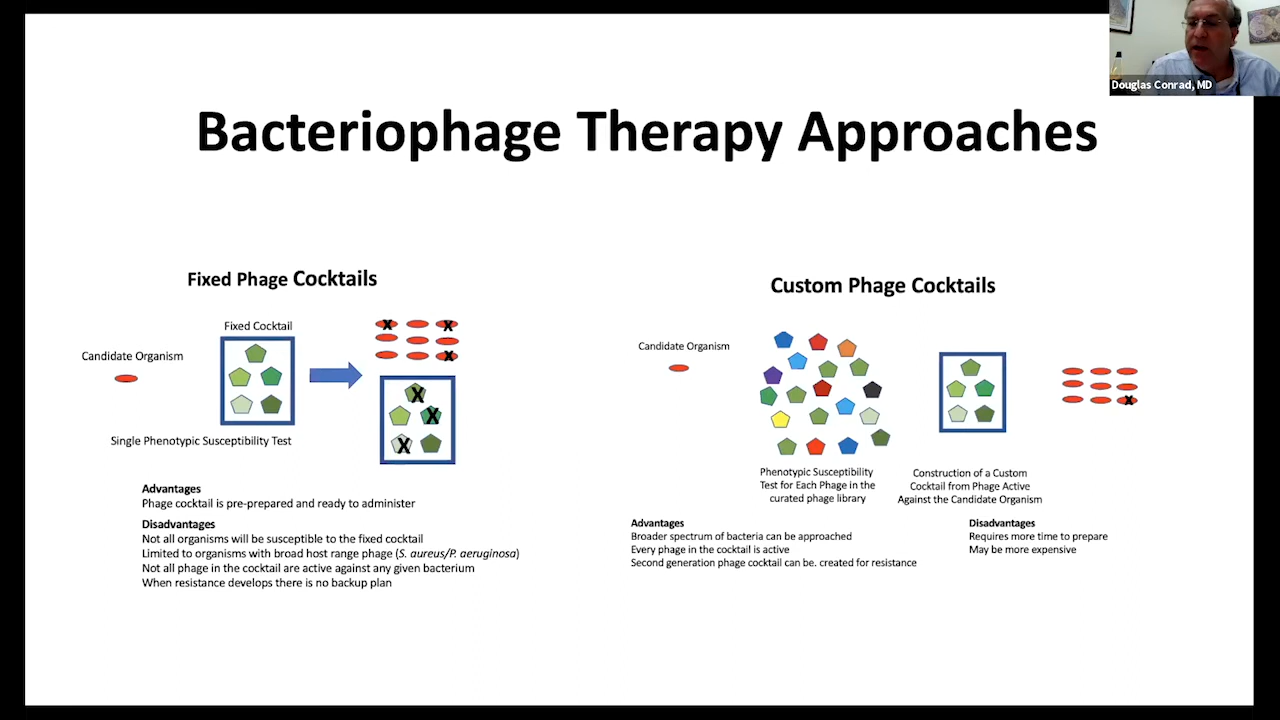 Douglas Conrad, MD
Bacteriophage Therapy Approaches
Fixed Phage Cocktails
Fixed Cocktail
Candidate Organism
X X
X
X
X
X
Single Phenotypic Susceptibility Test
Advantages
Phage cocktail is pre-prepared and ready to administer
Disadvantages
Not all organisms will be susceptible to the fixed cocktail
Limited to organisms with broad host range phage (S. aureus/P. aeruginosa)
Not all phage in the cocktail are active against any given bacterium
When resistance develops there is no backup plan
Custom Phage Cocktails
Candidate Organism
X
Phenotypic Susceptibility
Test for Each Phage in the
curated phage library
Construction of a Custom
Cocktail from Phage Active
Against the Candidate Organism
Advantages
Broader spectrum of bacteria can be approached
Every phage in the cocktail is active
Second generation phage cocktail can be. created for resistance
Disadvantages
Requires more time to prepare
May be more expensive